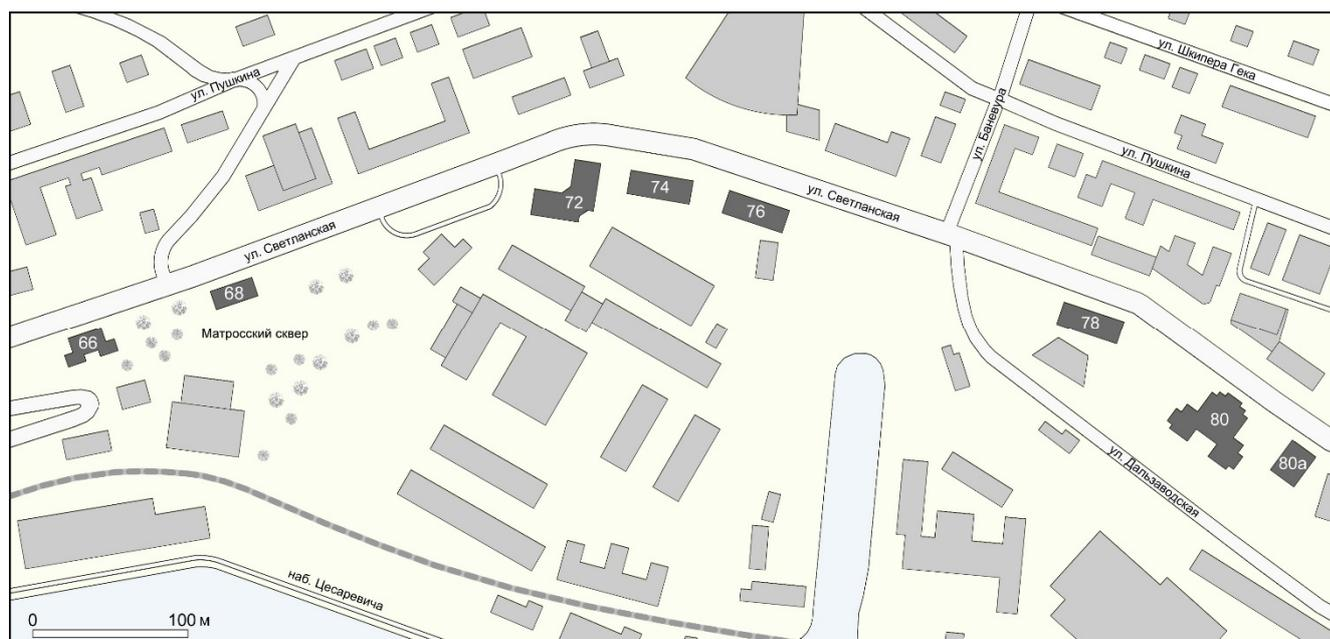 ул. Шкипера Гека
ул. Пушкина
ул. Баневура
ул. Пушкина
74
72
76
ул. Светланская
ул. Светланская
68
78
Матросский сквер
66
80
80а
ул. Дальзаводская
наб. Цесаревича
0 100 м